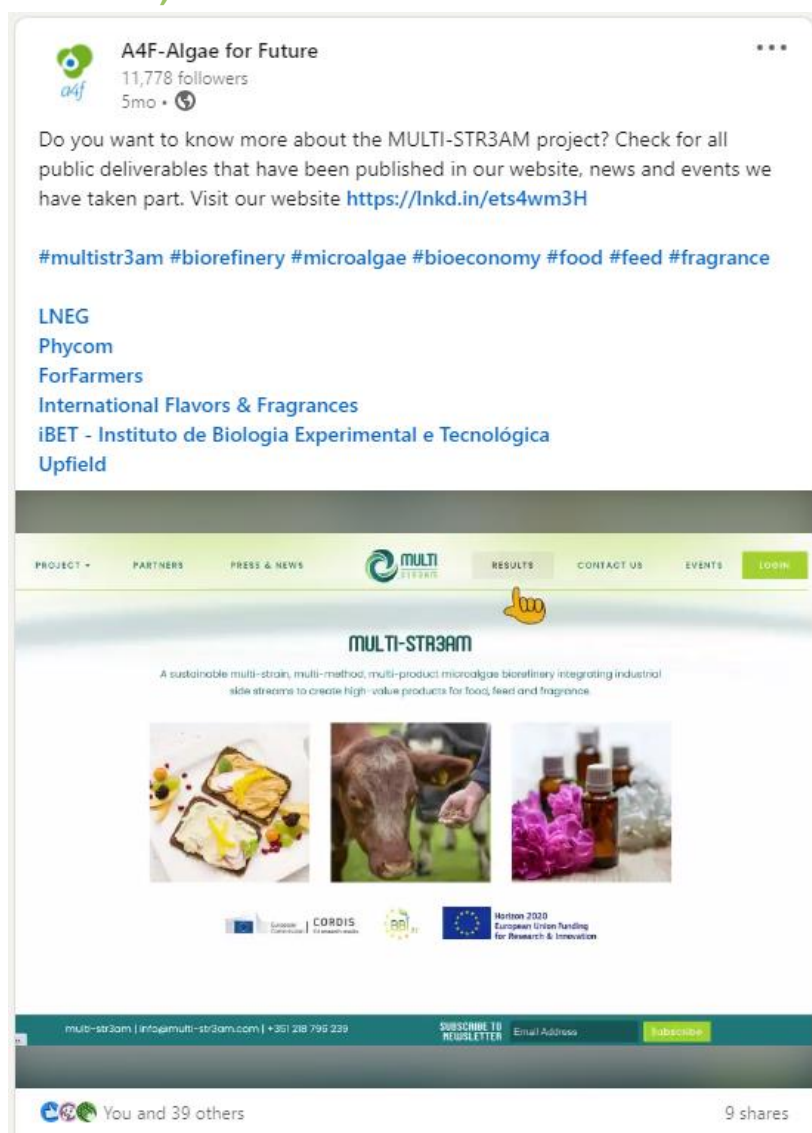 A4F-Algae for Future
11,778 followers
5mo •
Do you want to know more about the MULTI-STR3AM project? Check for all
public deliverables that have been published in our website, news and events we
have taken part. Visit our website https://lnkd.in/ets4wm3H
#multistr3am #biorefinery #microalgae #bioeconomy #food #feed #fragrance
LNEG
Phycom
ForFarmers
International Flavors & Fragrances
iBET - Instituto de Biologia Experimental e Tecnológica
Upfield
PROJECT PARTNERS PRESS & NEWS MULTI STR3AM RESULTS CONTACT US EVENTS LOGIN
MULTI-STR3AM
A sustainable multi-strain, multi-method, multi-product microalgae biorefinery integrating industrial
side streams to create high-value products for food, feed and fragrance
European Commission CORDIS
BBI
Horizon 2020
European Union Funding
for Research & Innovation
multi-str3am | info@multi-str3am.com | +351 218 796 239
SUBSCRIBE TO
NEWSLETTER Email Address Subscribe
You and 39 others 9 shares